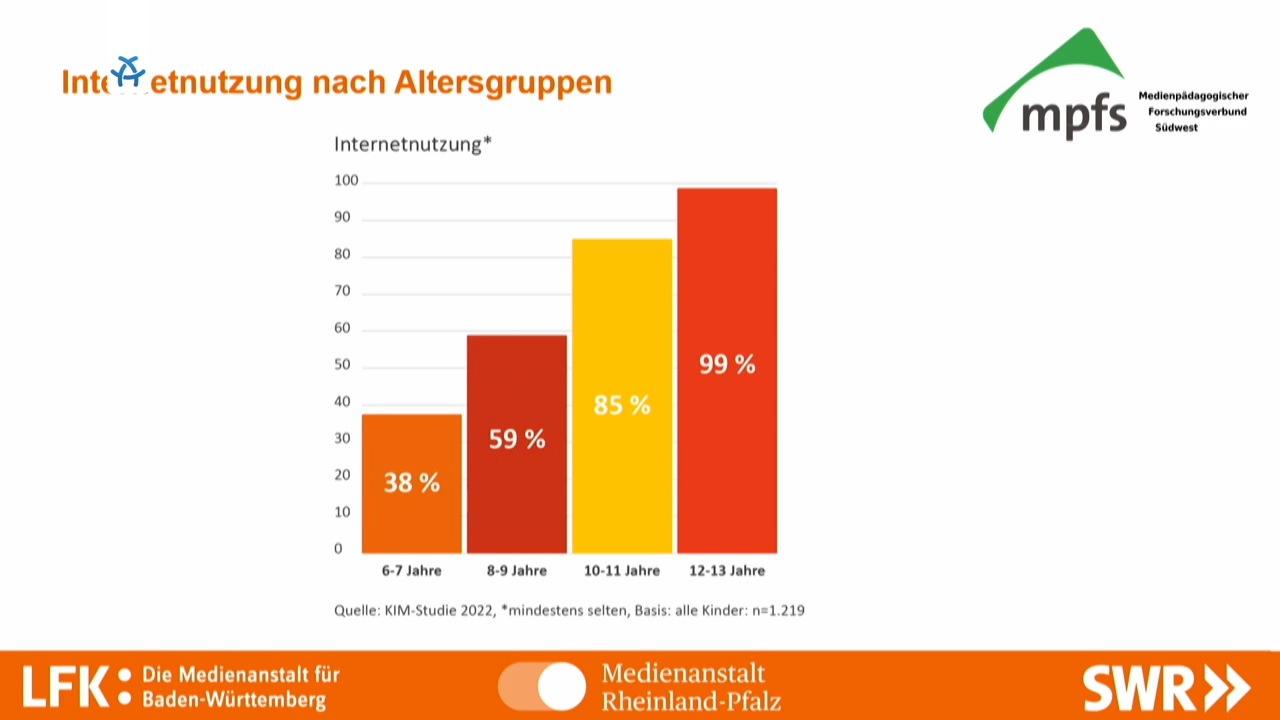 Internetnutzung nach Altersgruppen
mpfs
Medienpädagogischer
Forschungsverbund
Südwest
Internetnutzung*
100
90
80
70
60
50
40
30
20
10
0
38 %
59 %
85 %
99 %
6-7 Jahre
8-9 Jahre
10-11 Jahre
12-13 Jahre
Quelle: KIM-Studie 2022, *mindestens selten, Basis: alle Kinder: n=1.219
LFK:
Die Medienanstalt für
Baden-Württemberg
Medienanstalt
Rheinland-Pfalz
SWR